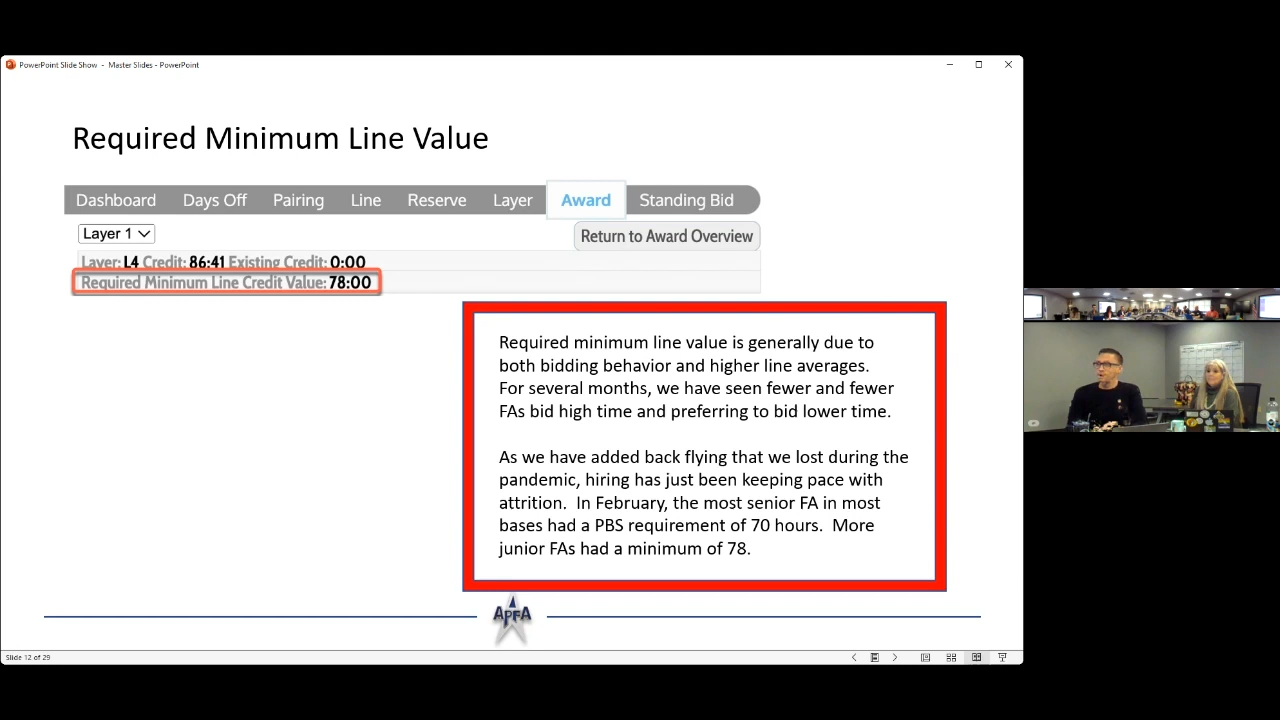 PowerPoint Slide Show - Master Slides - PowerPoint
Required Minimum Line Value
Dashboard Days Off Pairing Line Reserve Layer Award Standing Bid
Layer 1
Return to Award Overview
Layer: L4 Credit: 86:41 Existing Credit: 0:00
Required Minimum Line Credit Value: 78:00
Required minimum line value is generally due to
both bidding behavior and higher line averages.
For several months, we have seen fewer and fewer
FAs bid high time and preferring to bid lower time.
As we have added back flying that we lost during the
pandemic, hiring has just been keeping pace with
attrition. In February, the most senior FA in most
bases had a PBS requirement of 70 hours. More
junior FAs had a minimum of 78.
APFA
Slide 12 of 29